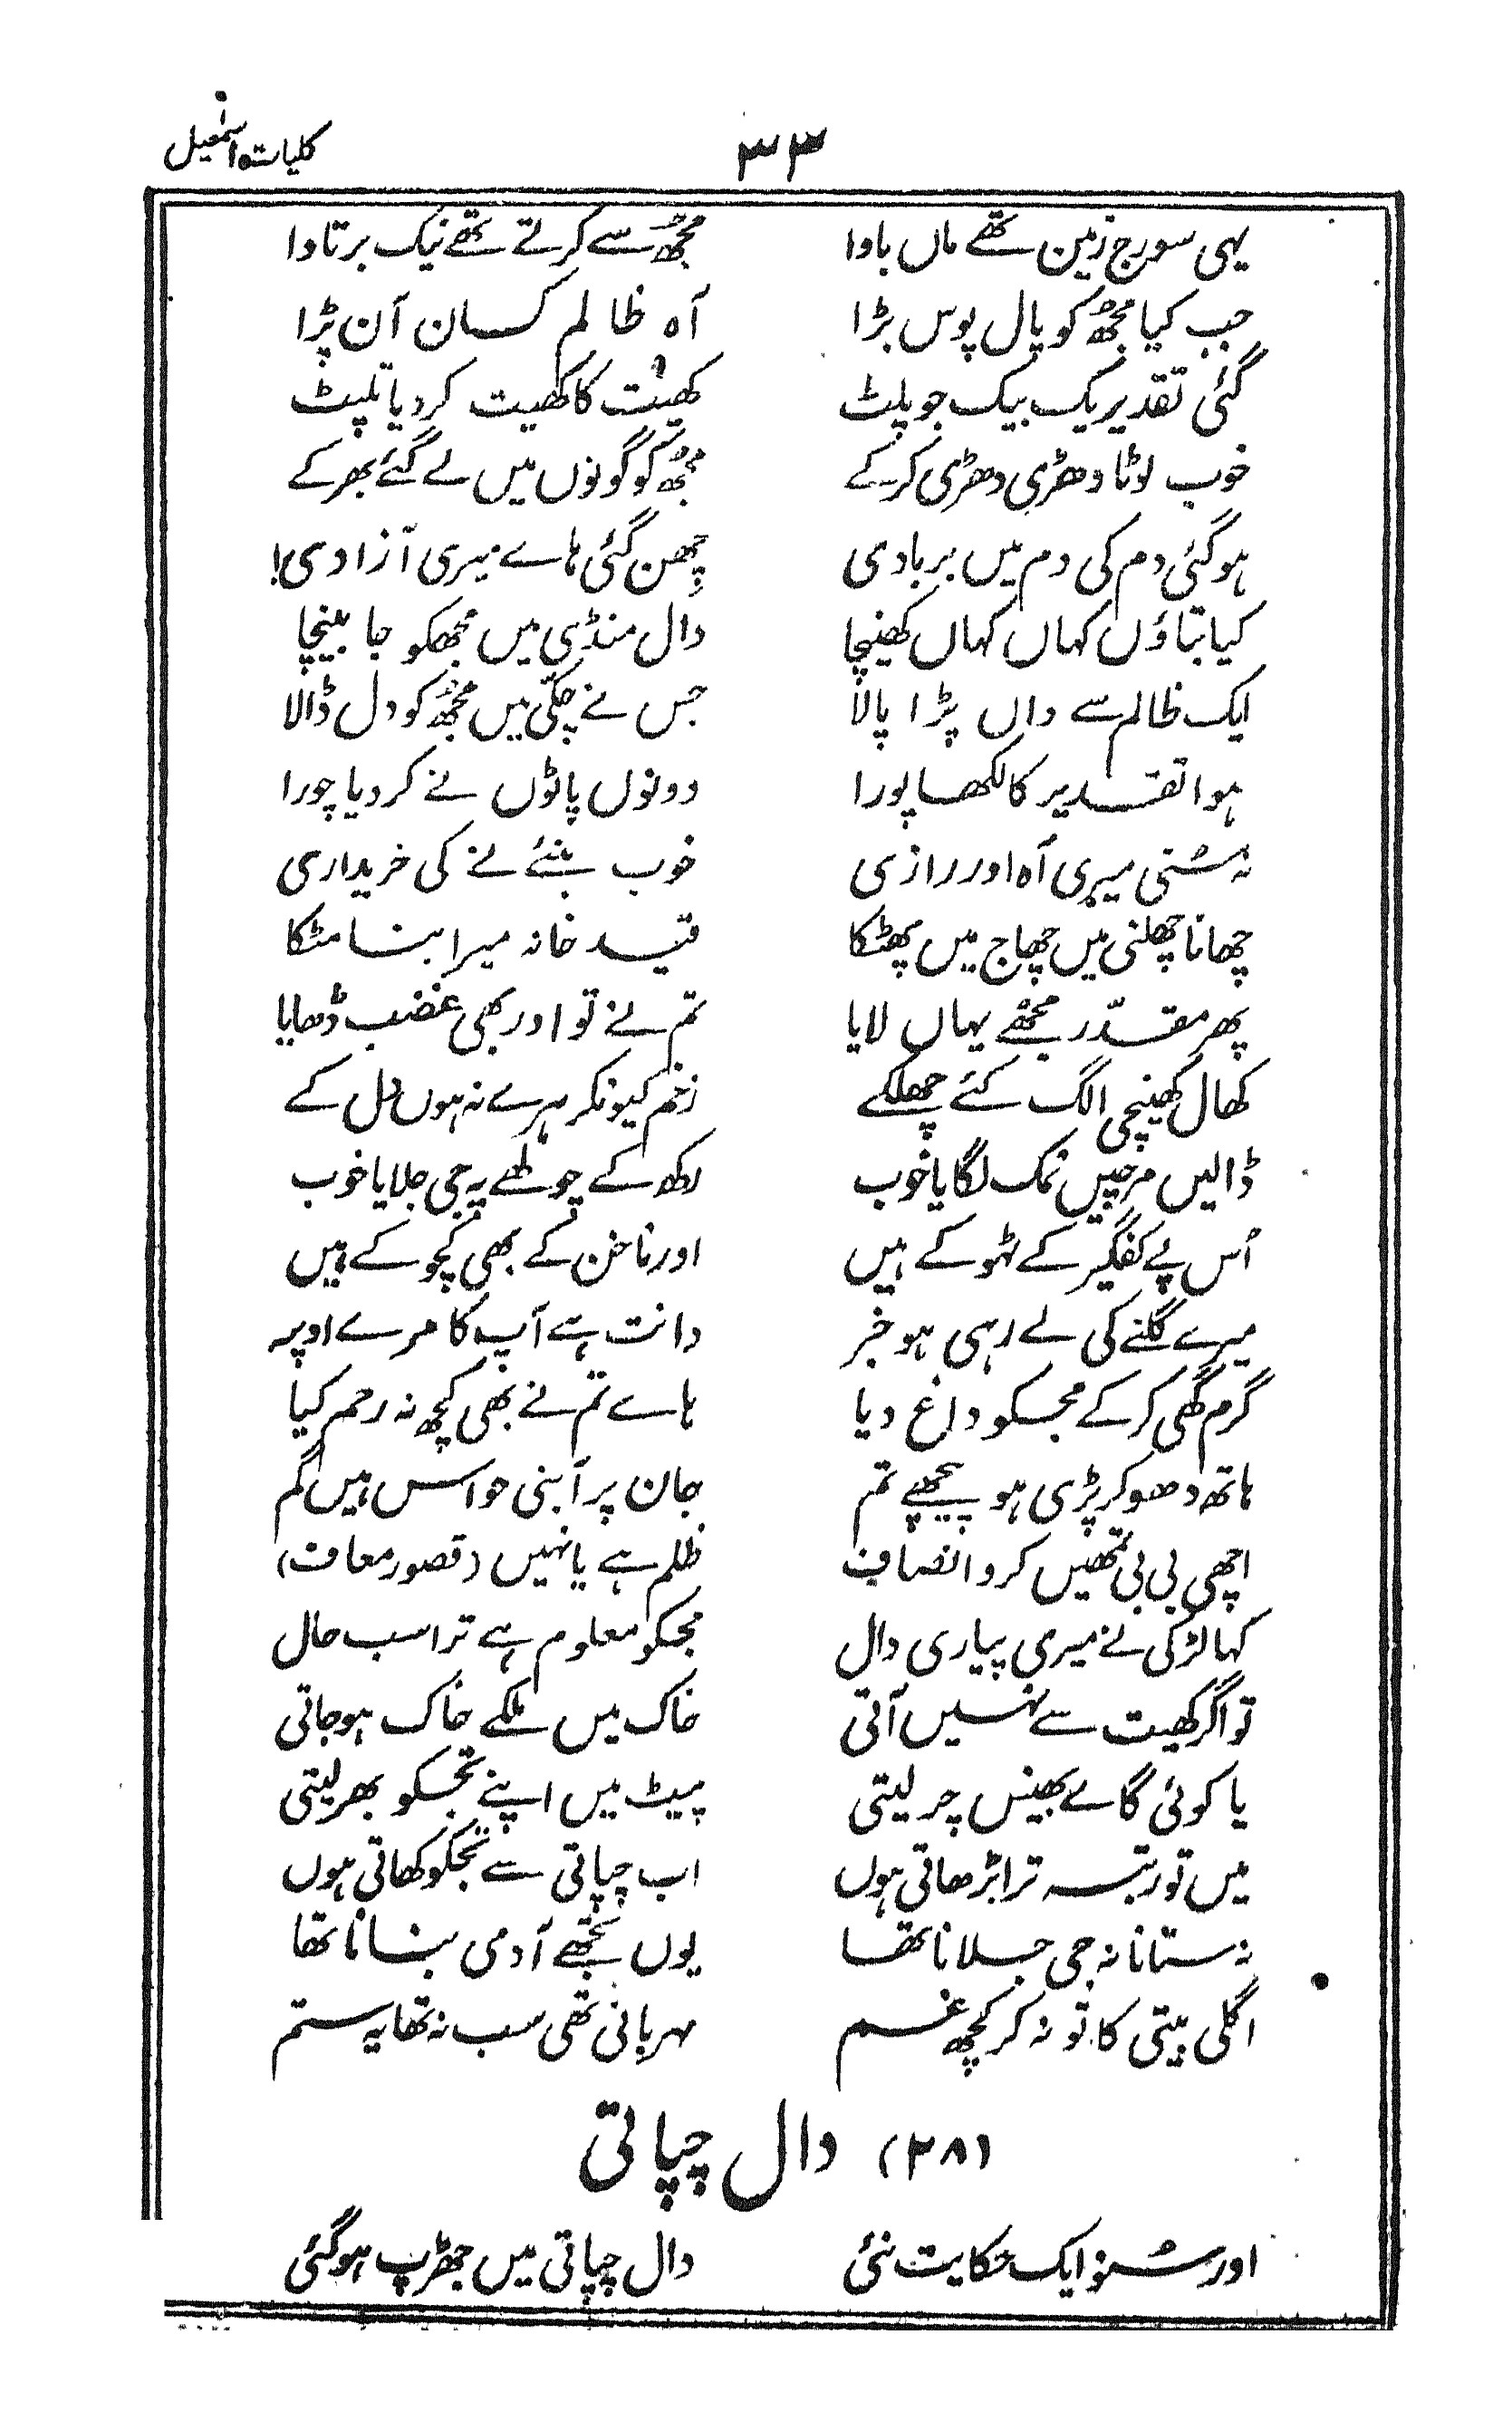 کلیات اسمٰعیل
۳۳
یہی سورج زمین تھے ماں باوا مجھ سے کرتے تھے نیک برتاوا
جب کیا مجھ کو پال پوس بڑا آہ ظالم کسان آن پڑا
گئی تقدیر یک بیک جو پلٹ کھیت کا کھیت کر دیا تلپٹ
خوب لوٹا دھڑی دھڑی کر کے مجھ کو گونوں میں لے گئے بھر کے
ہو گئی دم کی دم میں بربادی چھن گئی ہاے میری آزادی!
کیا بتاؤں کہاں کہاں کھینچا دال منڈی میں مجھکو جا بیچا
ایک ظالم سے واں پڑا پالا جس نے چکّی میں مجھ کو دل ڈالا
ہوا تقدیر کا لکھا پورا دونوں پاٹوں نے کر دیا چورا
نہ سُنی میری آہ اور زاری خوب بنئے نے کی خریداری
چھانا چھلنی میں چھاج میں پھٹکا قید خانہ میرا بنا مٹکا
پھر مقدّر مجھے یہاں لایا تم نے تو اور بھی غضب ڈھایا
کھال کھینچی الگ کئے چھلکے زخم کیونکر ہرے نہ ہوں دل کے
ڈالیں مرچیں نمک لگایا خوب رکھ کے چولھے پہ جی جلایا خوب
اُس پے کفگیر کے ٹہوکے ہیں اور ناخن کے بھی کچوکے ہیں
میرے گلنے کی لے رہی ہو خبر دانت ہے آپ کا مرے اوپر
گرم گھی کر کے مجکو داغ دیا ہاے تم نے بھی کچھ نہ رحم کیا
ہاتھ دھو کر پڑی ہو پیچھے تم جان پر آ بنی حواس ہیں گم
اچھی بی بی تمھیں کرو انصاف ظلم ہے یا نہیں (قصور معاف)
کہا لڑکی نے میری پیاری دال مجکو معلوم ہے ترا سب حال
تو اگر کھیت سے نہیں آتی خاک میں ملکے خاک ہو جاتی
یا کوئی گاے بھینس چر لیتی پیٹ میں اپنے تجکو بھر لیتی
میں تو رتبہ ترا بڑھاتی ہوں اب چپاتی سے تجکو کھاتی ہوں
نہ ستانا نہ جی جلانا تھا یوں تجھے آدمی بنانا تھا
اگلی بیتی کا تو نہ کر کچھ غم مہربانی تھی سب نہ تھا یہ ستم
(۲۸) دال چپاتی
اور سُنو ایک حکایت نئی دال چپاتی میں جھڑپ ہو گئی